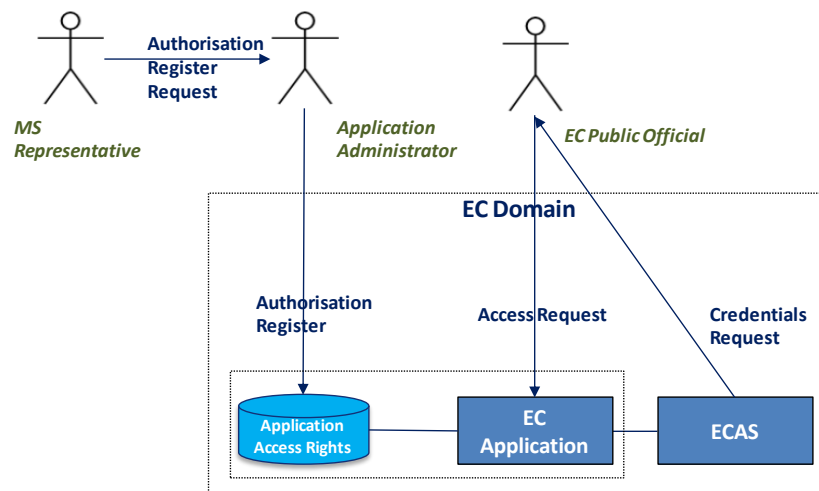 Authorisation
Register
Request
MS
Representative
Application
Administrator
EC Public Official
EC Domain
Authorisation
Register
Access Request
Credentials
Request
Application
Access Rights
EC
Application
ECAS